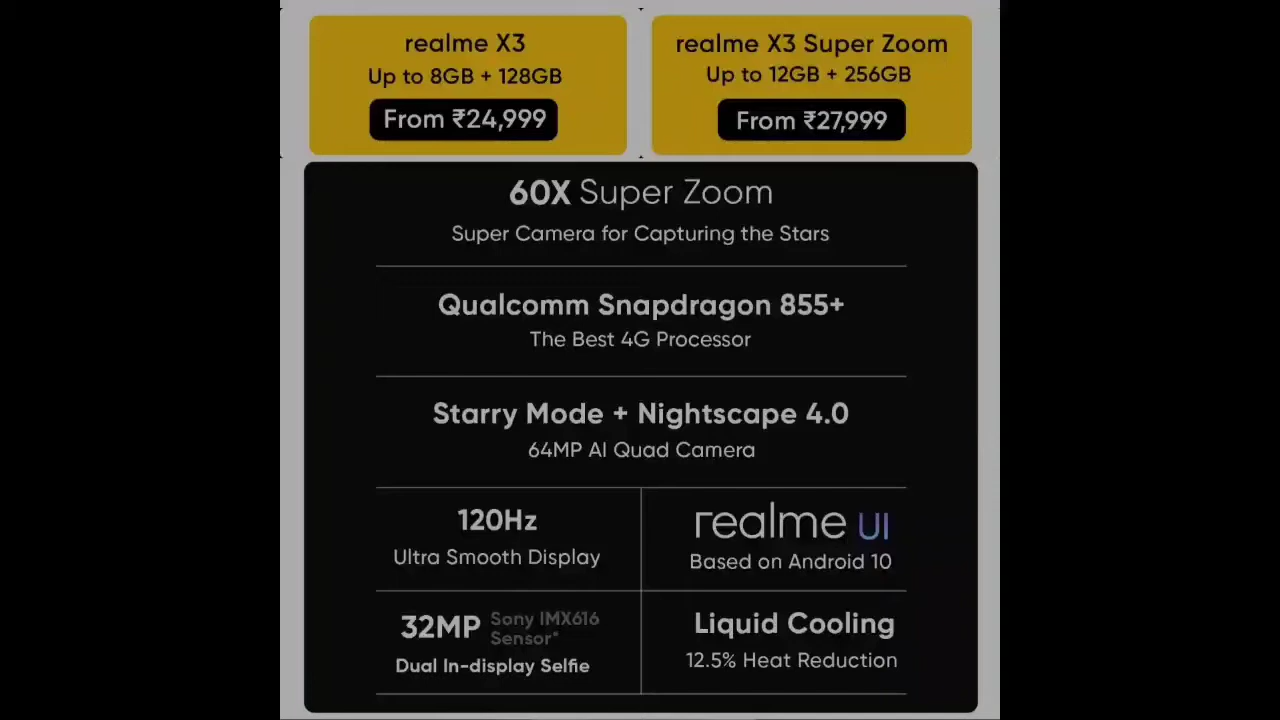 realme X3
Up to 8GB + 128GB
From ₹24,999
realme X3 Super Zoom
Up to 12GB + 256GB
From ₹27,999
60X Super Zoom
Super Camera for Capturing the Stars
Qualcomm Snapdragon 855+
The Best 4G Processor
Starry Mode + Nightscape 4.0
64MP AI Quad Camera
120Hz
Ultra Smooth Display
realme UI
Based on Android 10
32MP Sony IMX616
Sensor*
Dual In-display Selfie
Liquid Cooling
12.5% Heat Reduction